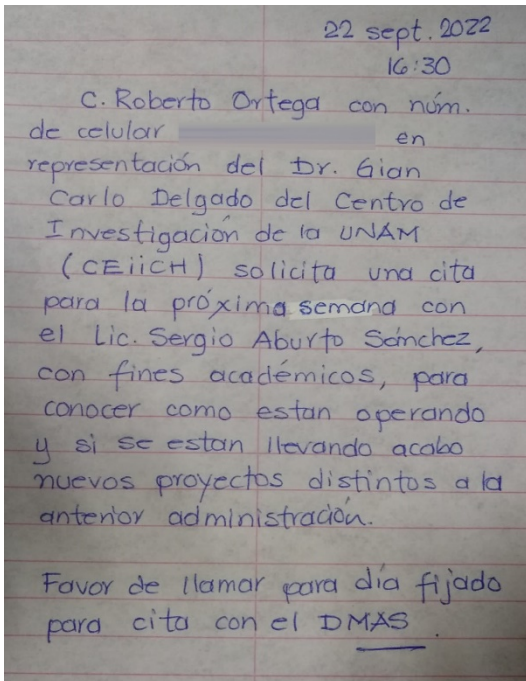 22 sept. 2022
16:30
C. Roberto Ortega con núm.
de celular en
representación del Dr. Gian
Carlo Delgado del Centro de
Investigación de la UNAM
(CEiiCH) solicita una cita
para la próxima semana con
el Lic. Sergio Aburto Sánchez,
con fines académicos, para
conocer como estan operando
y si se estan llevando acabo
nuevos proyectos distintos a la
anterior administración.
Favor de llamar para día fijado
para cita con el DMAS.